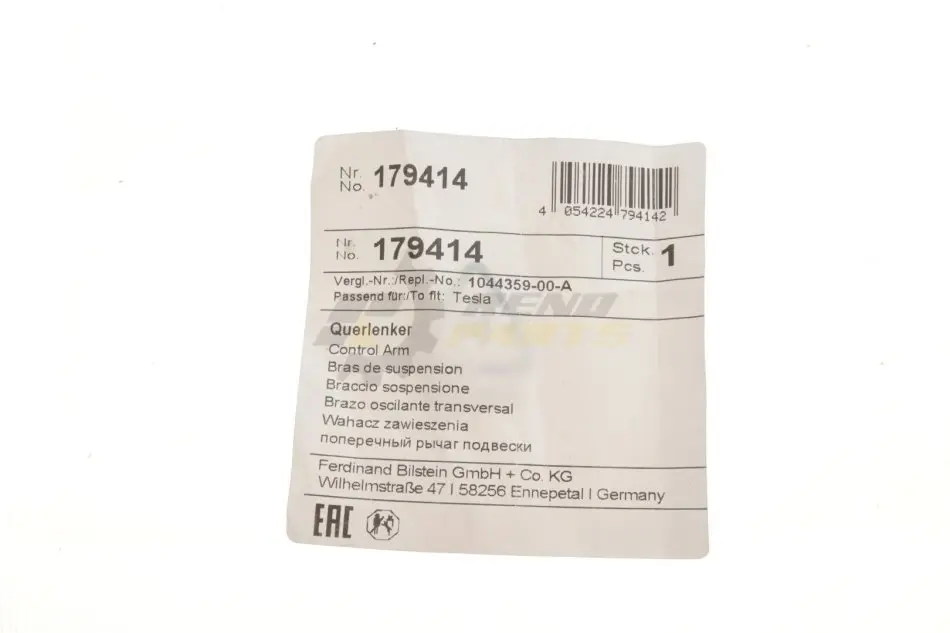 Nr.
No. 179414
4 054224 794142
Nr.
No. 179414
Stck.
Pcs. 1
Vergl.-Nr.:/Repl.-No.: 1044359-00-A
Passend für:/To fit: Tesla
Querlenker
Control Arm
Bras de suspension
Braccio sospensione
Brazo oscilante transversal
Wahacz zawieszenia
поперечный рычаг подвески
Ferdinand Bilstein GmbH + Co. KG
Wilhelmstraße 47 | 58256 Ennepetal | Germany
EAC
PARTS